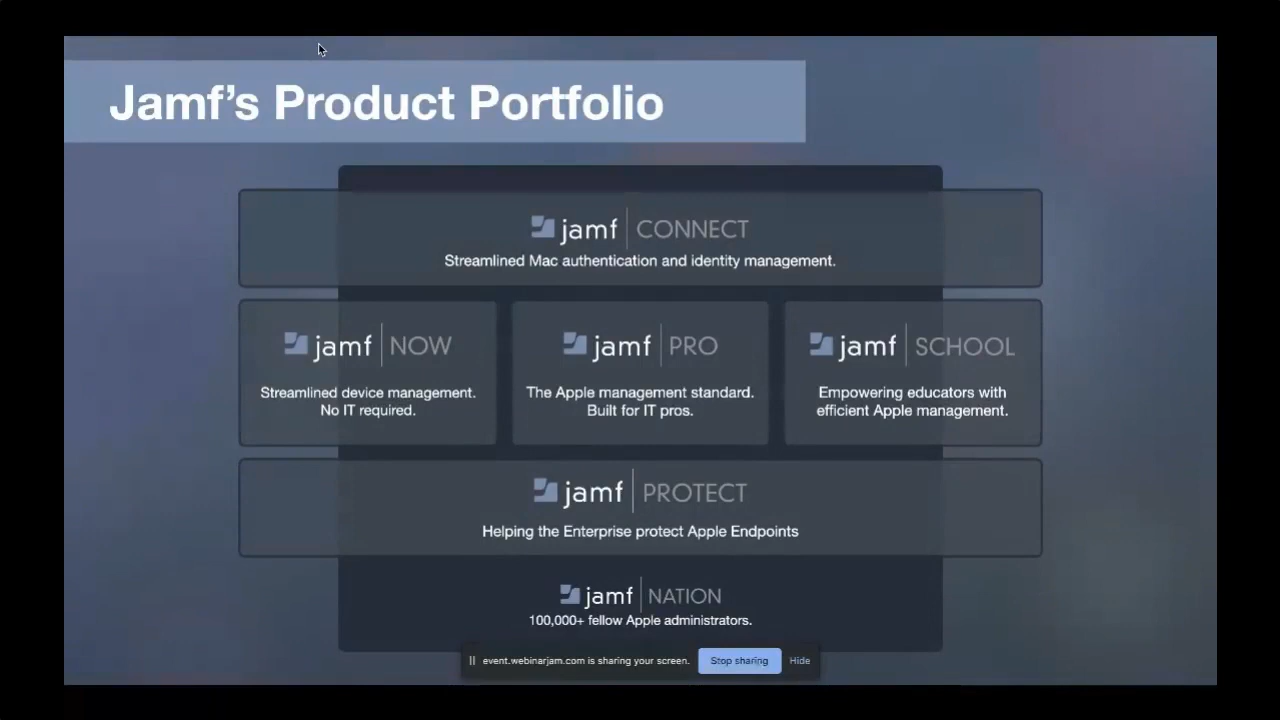 Jamf’s Product Portfolio
jamf | CONNECT
Streamlined Mac authentication and identity management.
jamf | NOW
Streamlined device management.
No IT required.
jamf | PRO
The Apple management standard.
Built for IT pros.
jamf | SCHOOL
Empowering educators with
efficient Apple management.
jamf | PROTECT
Helping the Enterprise protect Apple Endpoints
jamf | NATION
100,000+ fellow Apple administrators.
event.webinarjam.com is sharing your screen. Stop sharing Hide